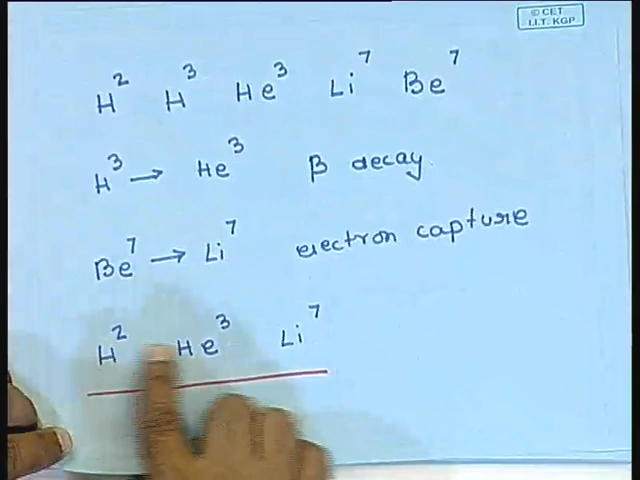 © CET
I.I.T. KGP
H² H³ He³ Li⁷ Be⁷
H³ → He³ β decay
Be⁷ → Li⁷ electron capture
H² He³ Li⁷